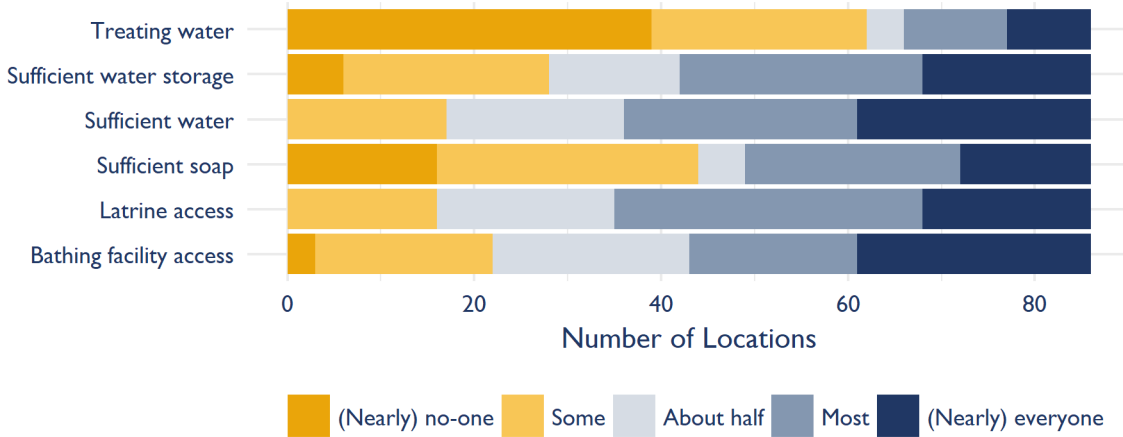 Treating water
Sufficient water storage
Sufficient water
Sufficient soap
Latrine access
Bathing facility access
0 20 40 60 80
Number of Locations
(Nearly) no-one Some About half Most (Nearly) everyone